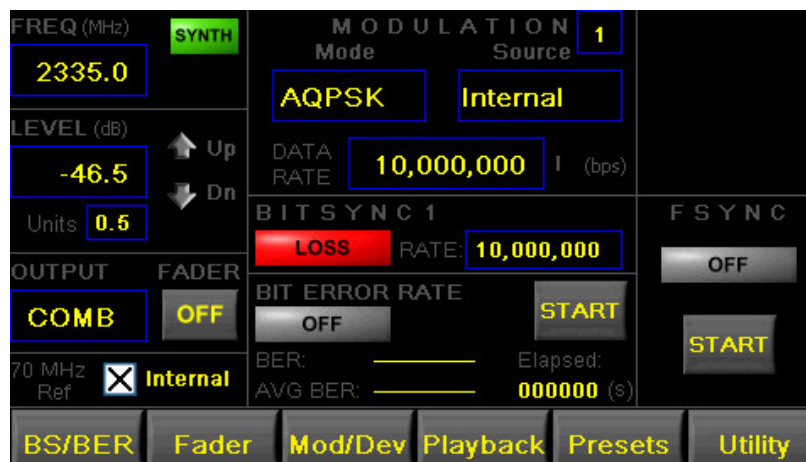 FREQ (MHz)
SYNTH
2335.0
LEVEL (dB)
Up
-46.5
Dn
Units 0.5
OUTPUT FADER
COMB OFF
70 MHz
Ref
Internal
MODULATION 1
Mode Source
AQPSK Internal
DATA
RATE
10,000,000 I (bps)
BITSYNC 1
LOSS RATE: 10,000,000
BIT ERROR RATE
OFF START
BER: Elapsed:
AVG BER: 000000 (s)
FSYNC
OFF
START
BS/BER Fader Mod/Dev Playback Presets Utility